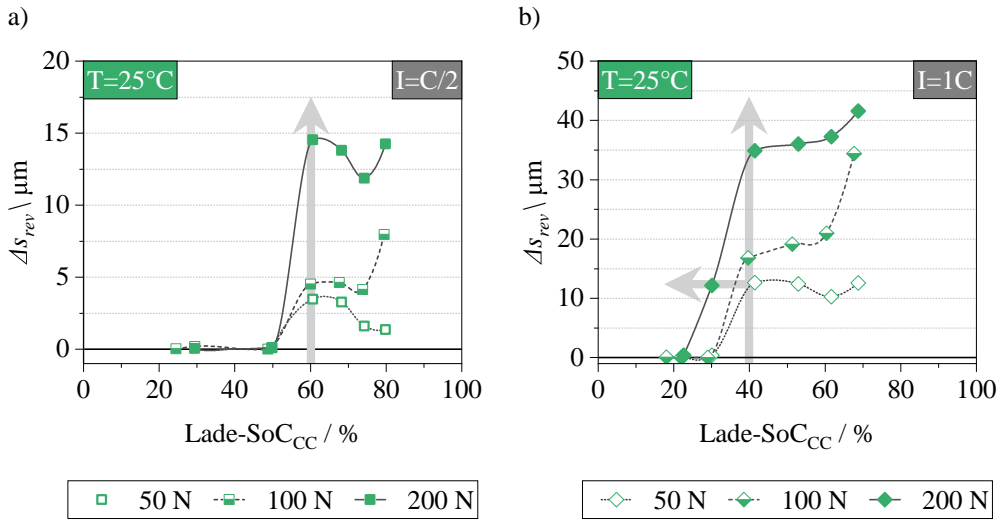 a)
T=25°C
I=C/2
Δs_rev \ µm
20
15
10
5
0
0 20 40 60 80 100
Lade-SoC_CC / %
50 N 100 N 200 N
b)
T=25°C
I=1C
Δs_rev \ µm
50
40
30
20
10
0
0 20 40 60 80 100
Lade-SoC_CC / %
50 N 100 N 200 N